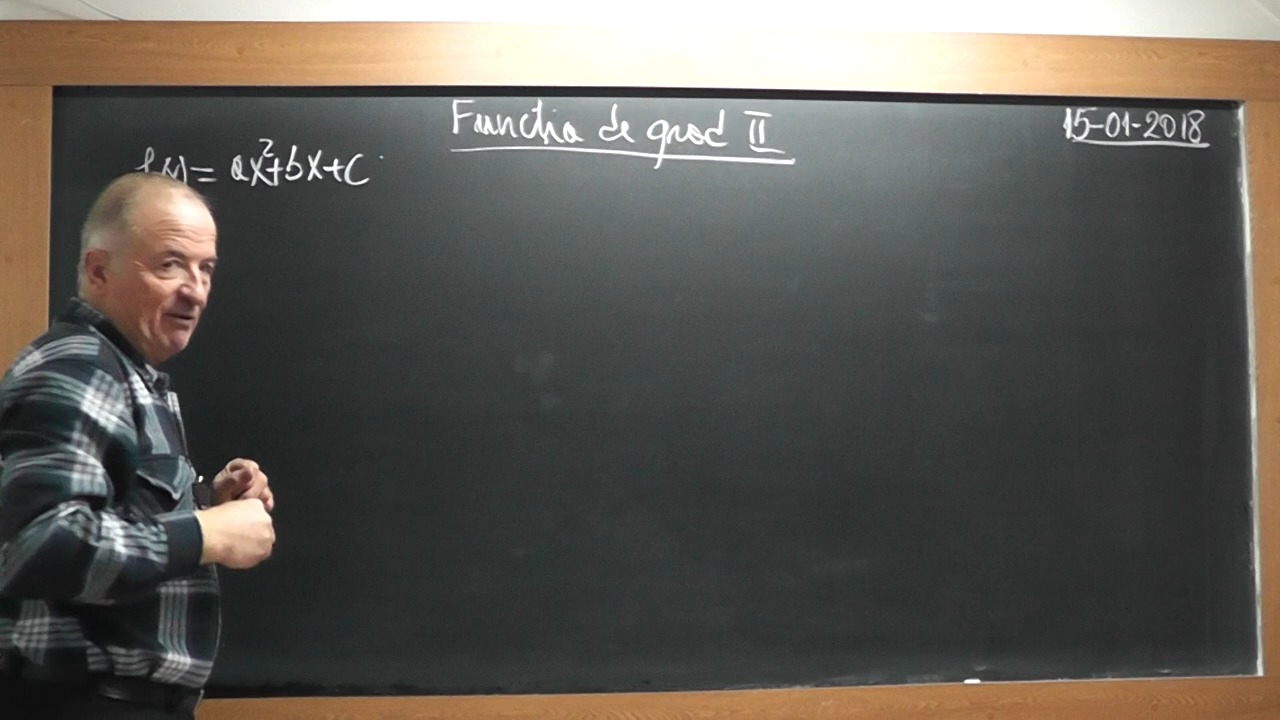 Functia de grad II
15-01-2018
f(x) = ax²+bx+c